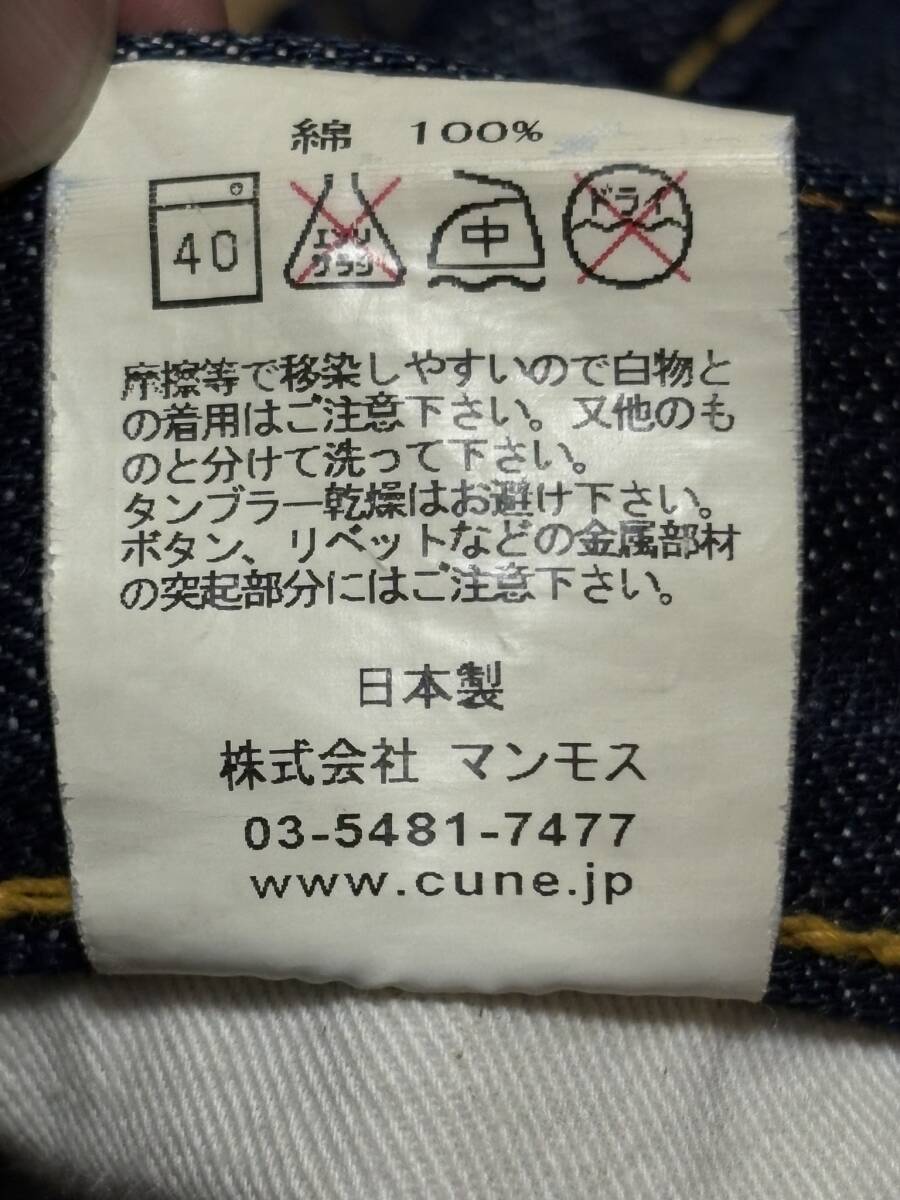 綿 100%
40 エンソ サラシ 中 ドライ
摩擦等で移染しやすいので白物と
の着用はご注意下さい。又他のも
のと分けて洗って下さい。
タンブラー乾燥はお避け下さい。
ボタン、リベットなどの金属部材
の突起部分にはご注意下さい。
日本製
株式会社 マンモス
03-5481-7477
www.cune.jp